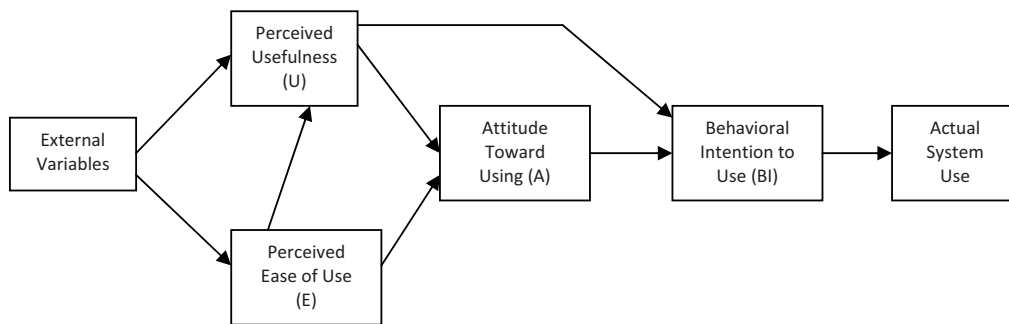 Perceived
Usefulness
(U)
External
Variables
Perceived
Ease of Use
(E)
Attitude
Toward
Using (A)
Behavioral
Intention to
Use (BI)
Actual
System
Use